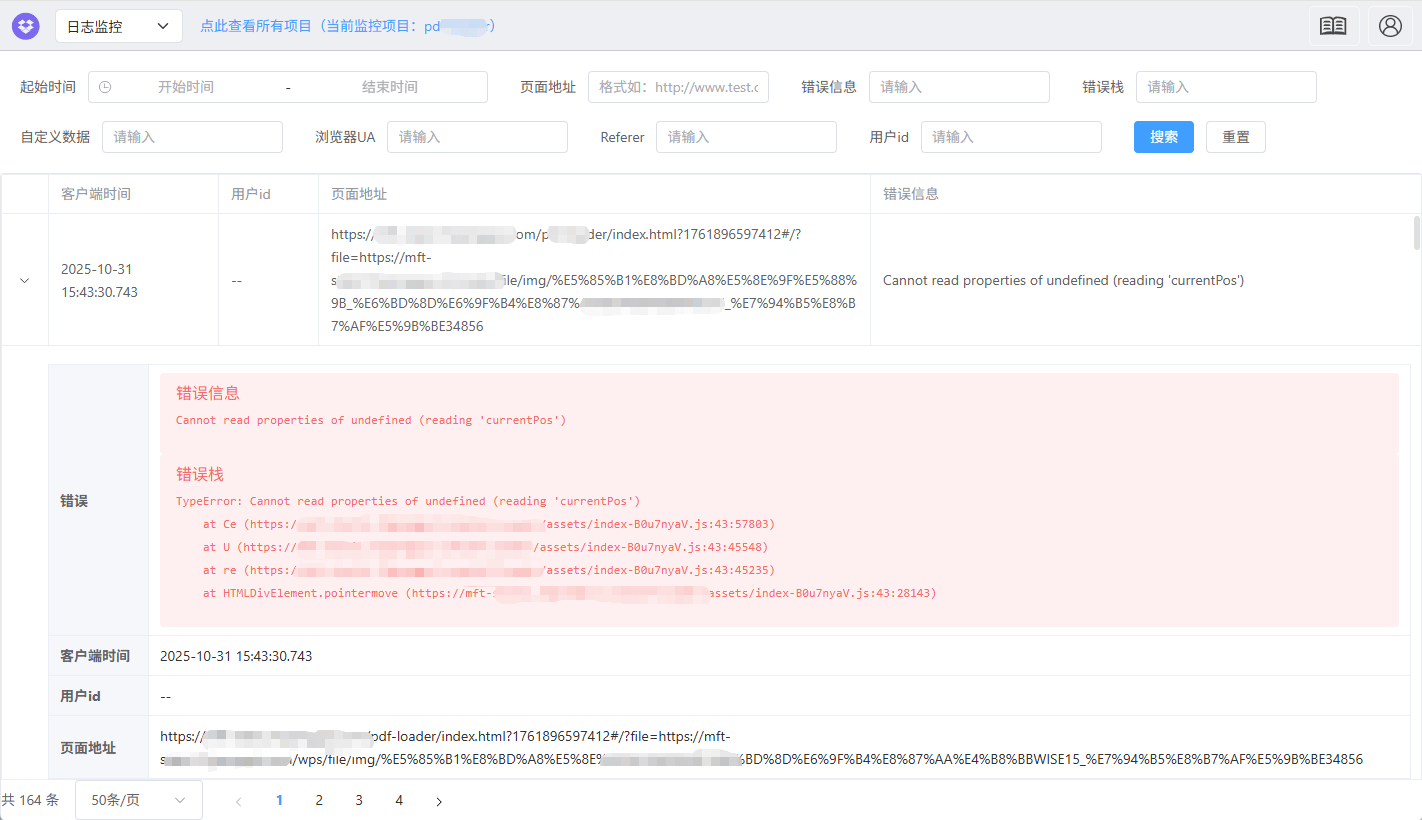 日志监控
点此查看所有项目（当前监控项目：pd r）
起始时间 开始时间 - 结束时间 页面地址 格式如：http://www.test.c 错误信息 请输入 错误栈 请输入
自定义数据 请输入 浏览器UA 请输入 Referer 请输入 用户id 请输入 搜索 重置
客户端时间 用户id 页面地址 错误信息
2025-10-31
15:43:30.743
--
https:// om/p der/index.html?1761896597412#/?
file=https://mft-
s ile/img/%E5%85%B1%E8%BD%A8%E5%8E%9F%E5%88%
9B_%E6%BD%8D%E6%9F%B4%E8%87% _%E7%94%B5%E8%B
7%AF%E5%9B%BE34856
Cannot read properties of undefined (reading 'currentPos')
错误
错误信息
Cannot read properties of undefined (reading 'currentPos')
错误栈
TypeError: Cannot read properties of undefined (reading 'currentPos')
at Ce (https:/ /assets/index-B0u7nyaV.js:43:57803)
at U (https:// /assets/index-B0u7nyaV.js:43:45548)
at re (https:/ /assets/index-B0u7nyaV.js:43:45235)
at HTMLDivElement.pointermove (https://mft- assets/index-B0u7nyaV.js:43:28143)
客户端时间 2025-10-31 15:43:30.743
用户id --
页面地址
https:// /pdf-loader/index.html?1761896597412#/?file=https://mft-
s /wps/file/img/%E5%85%B1%E8%BD%A8%E5%8E% %BD%8D%E6%9F%B4%E8%87%AA%E4%B8%BBWISE15_%E7%94%B5%E8%B7%AF%E5%9B%BE34856
共 164 条 50条/页 1 2 3 4